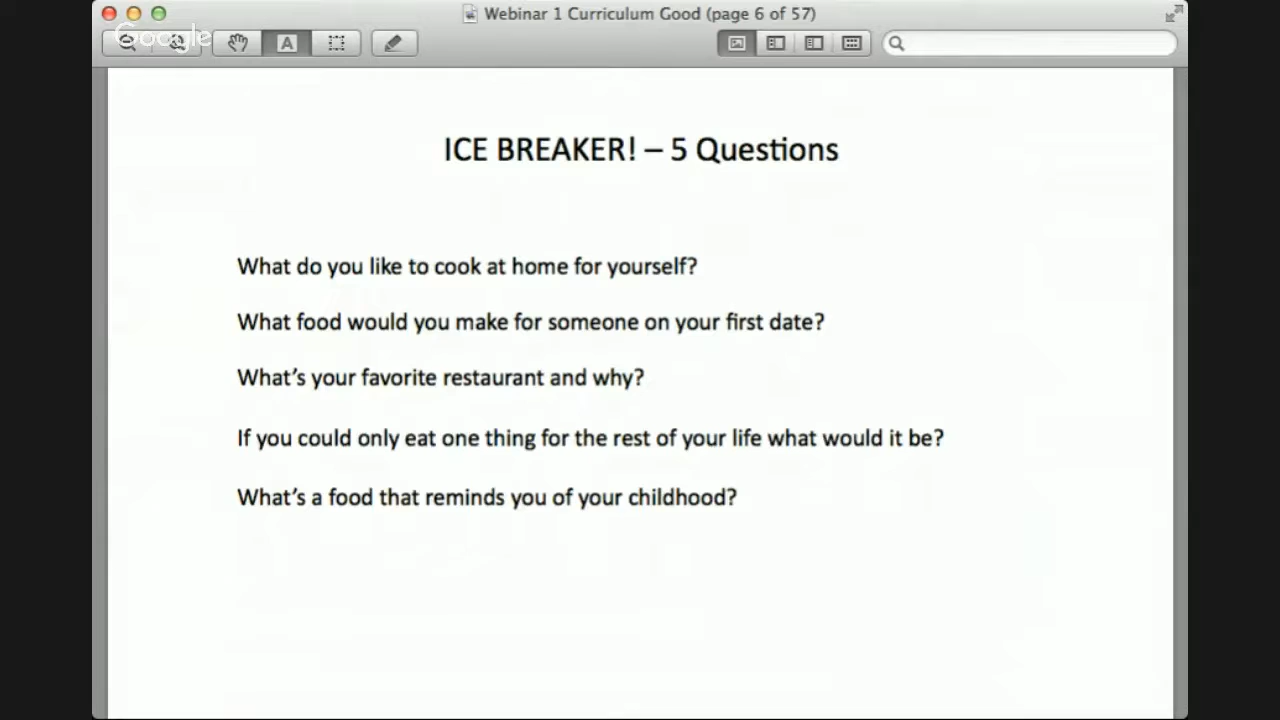 Webinar 1 Curriculum Good (page 6 of 57)
Google
A
ICE BREAKER! – 5 Questions
What do you like to cook at home for yourself?
What food would you make for someone on your first date?
What's your favorite restaurant and why?
If you could only eat one thing for the rest of your life what would it be?
What's a food that reminds you of your childhood?